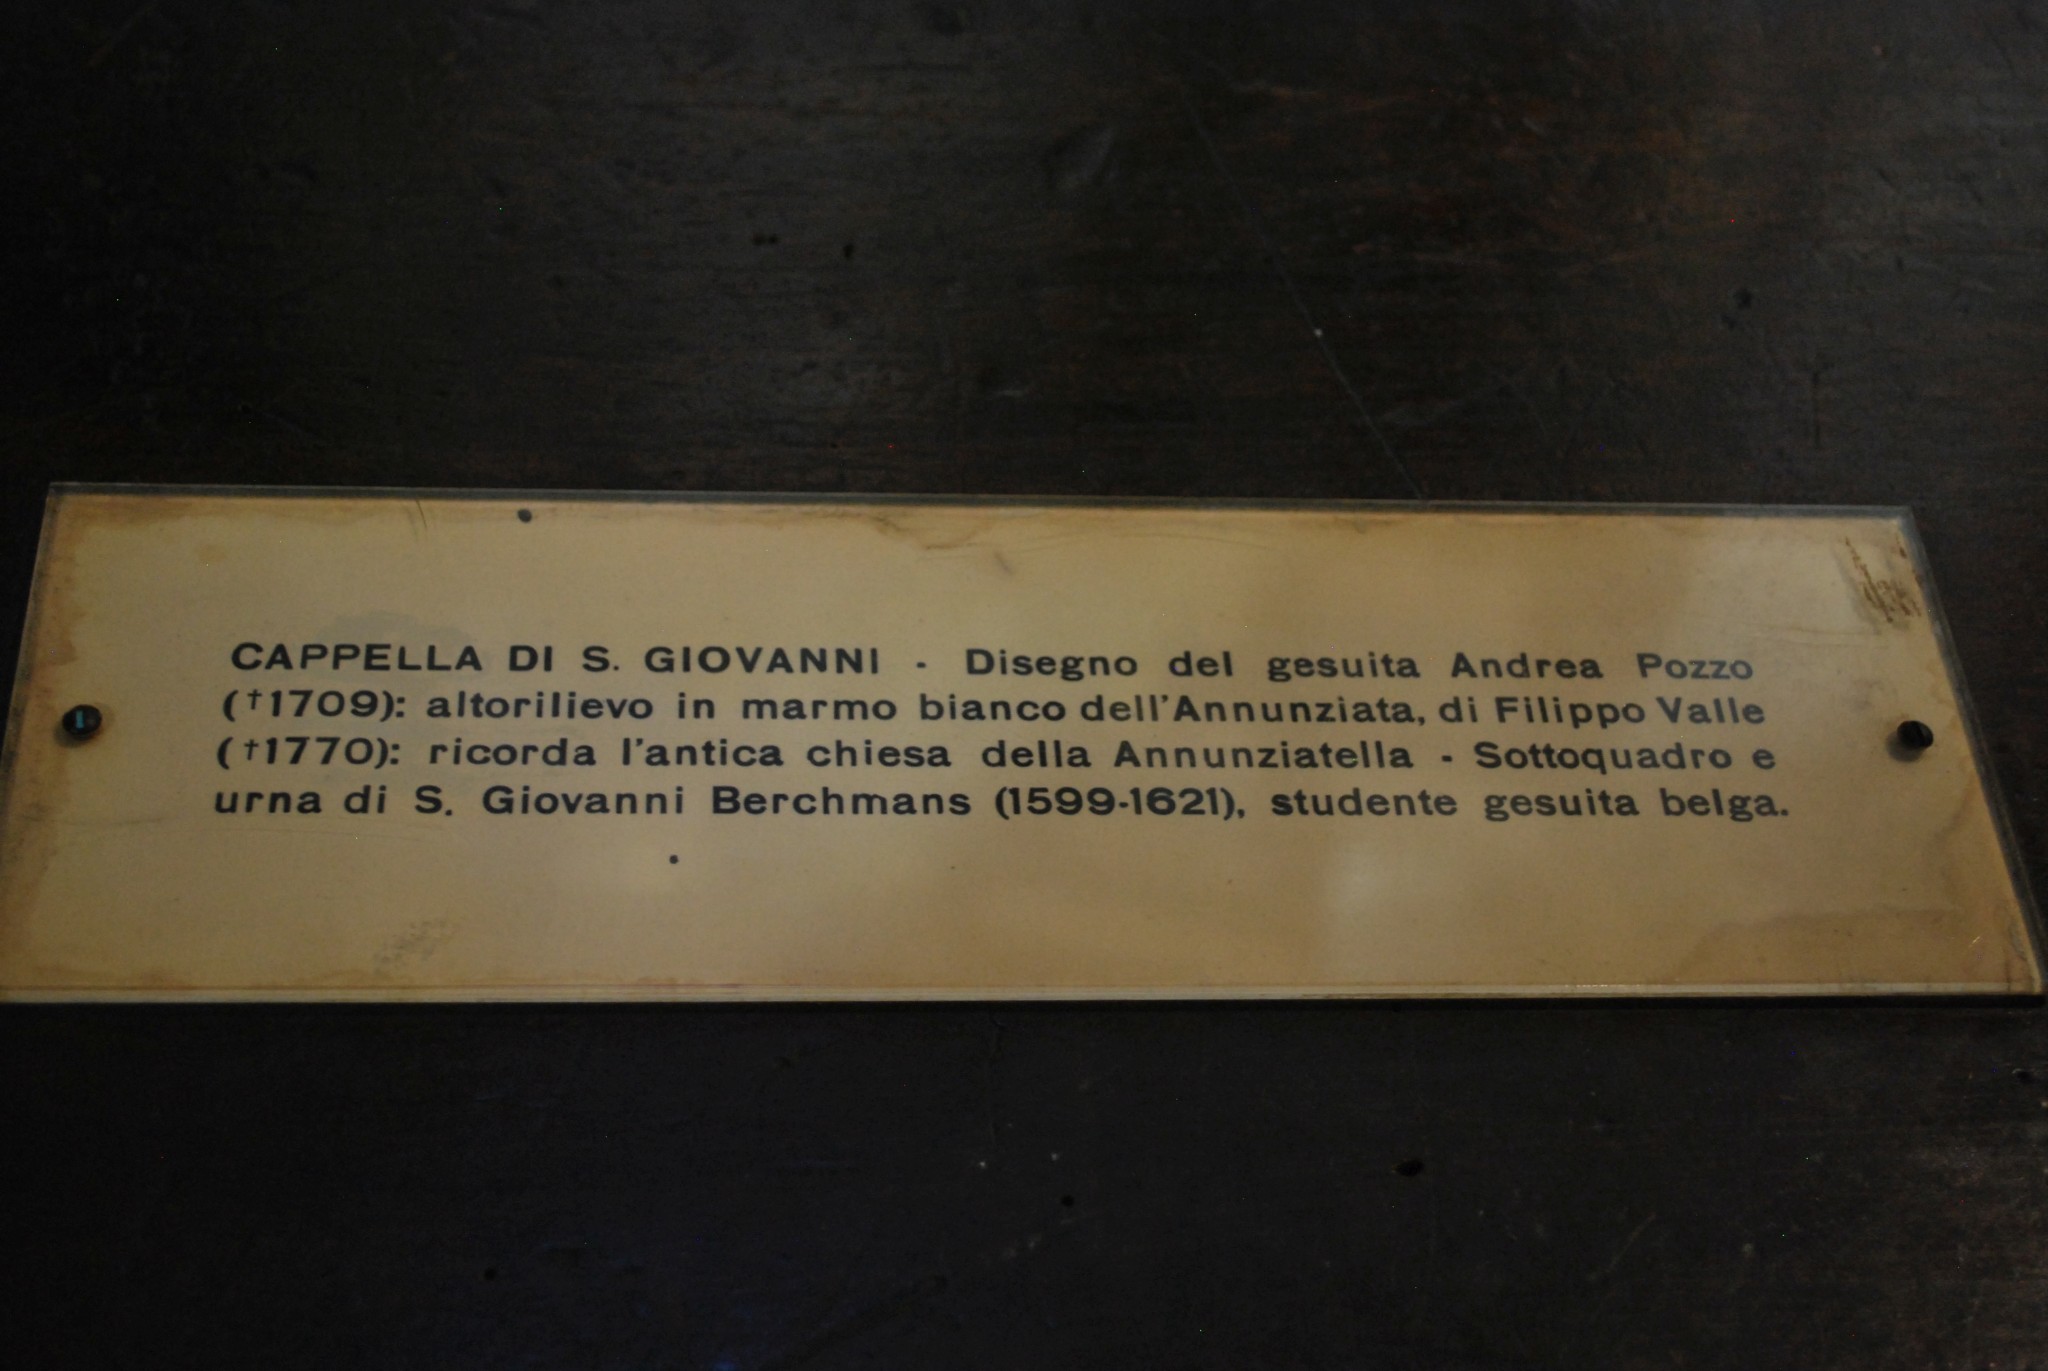 CAPPELLA DI S. GIOVANNI - Disegno del gesuita Andrea Pozzo
(†1709): altorilievo in marmo bianco dell'Annunziata, di Filippo Valle
(†1770): ricorda l'antica chiesa della Annunziatella - Sottoquadro e
urna di S. Giovanni Berchmans (1599-1621), studente gesuita belga.